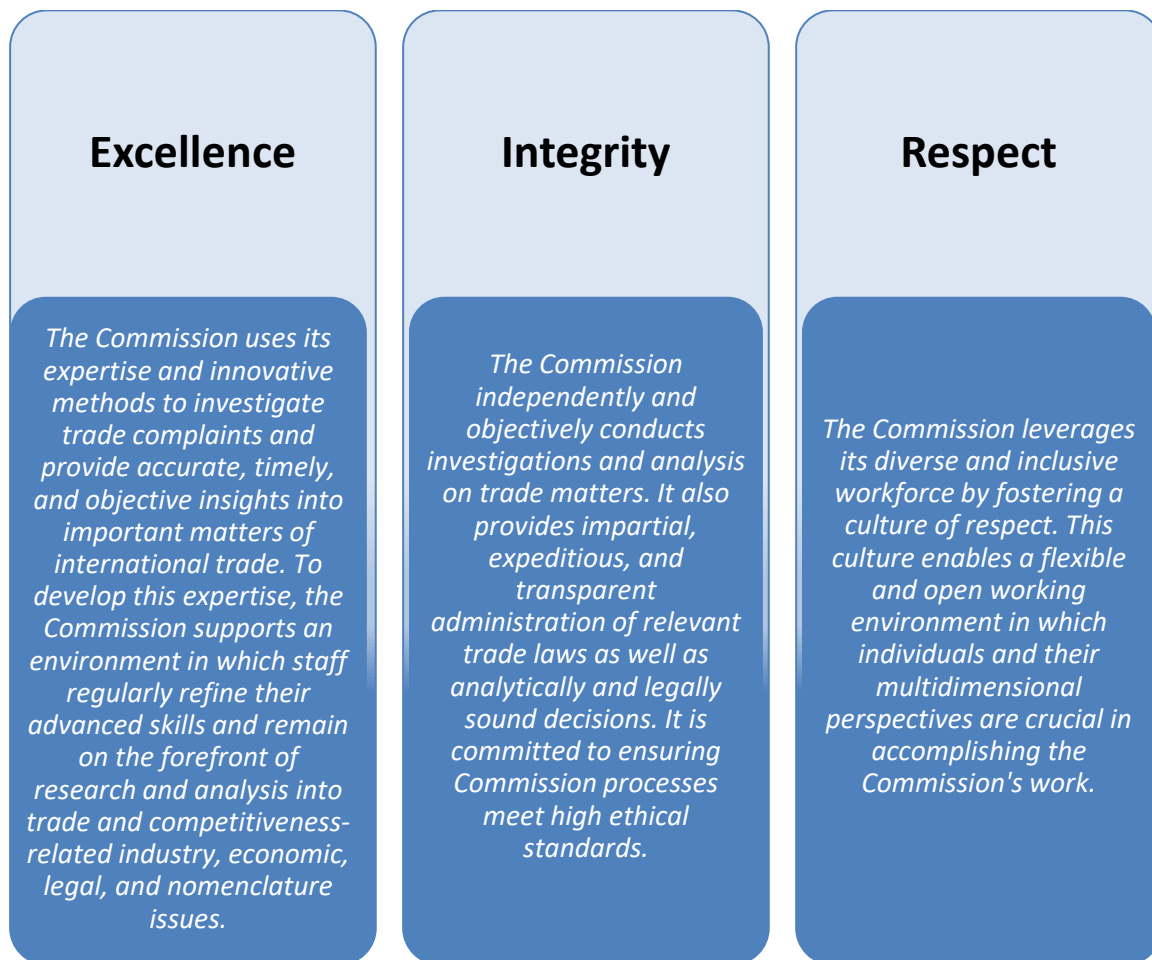 Excellence
The Commission uses its
expertise and innovative
methods to investigate
trade complaints and
provide accurate, timely,
and objective insights into
important matters of
international trade. To
develop this expertise, the
Commission supports an
environment in which staff
regularly refine their
advanced skills and remain
on the forefront of
research and analysis into
trade and competitiveness-
related industry, economic,
legal, and nomenclature
issues.
Integrity
The Commission
independently and
objectively conducts
investigations and analysis
on trade matters. It also
provides impartial,
expeditious, and
transparent
administration of relevant
trade laws as well as
analytically and legally
sound decisions. It is
committed to ensuring
Commission processes
meet high ethical
standards.
Respect
The Commission leverages
its diverse and inclusive
workforce by fostering a
culture of respect. This
culture enables a flexible
and open working
environment in which
individuals and their
multidimensional
perspectives are crucial in
accomplishing the
Commission's work.